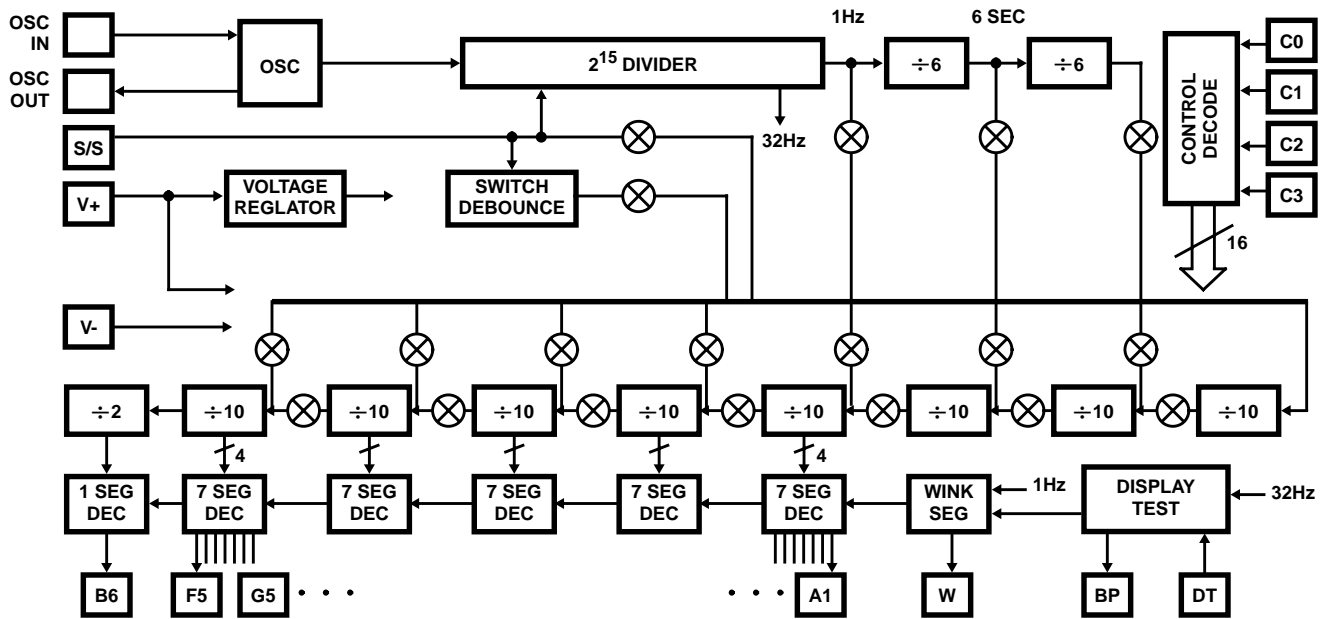 OSC IN
OSC
2^15 DIVIDER
1Hz
÷6
6 SEC
÷6
CONTROL DECODE
C0
OSC OUT
32Hz
C1
S/S
C2
V+
VOLTAGE REGLATOR
SWITCH DEBOUNCE
C3
16
V-
÷2
÷10
÷10
÷10
÷10
÷10
÷10
÷10
÷10
4
4
1 SEG DEC
7 SEG DEC
7 SEG DEC
7 SEG DEC
7 SEG DEC
7 SEG DEC
WINK SEG
1Hz
DISPLAY TEST
32Hz
B6
F5
G5
• • •
• • •
A1
W
BP
DT